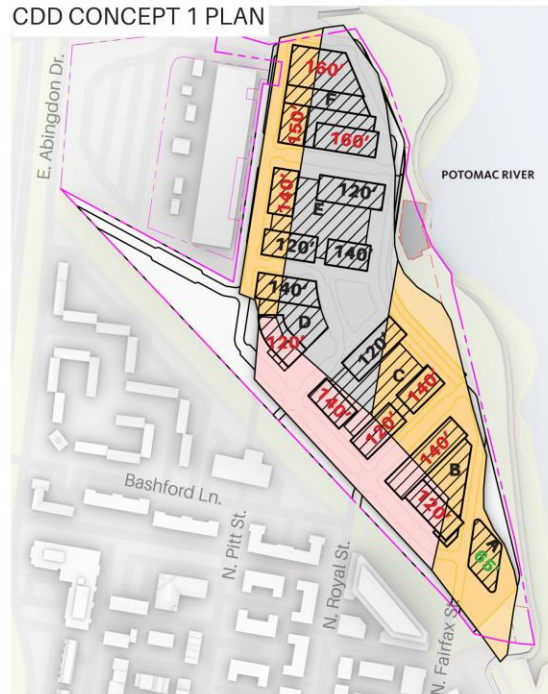 CDD CONCEPT 1 PLAN
E. Abingdon Dr.
160'
F
150'
160'
POTOMAC RIVER
140'
120'
E
120'
140
140'
D
120'
120'
C
140'
140'
120'
140'
B
120'
A
65'
Bashford Ln.
N. Pitt St.
N. Royal St.
N. Fairfax St.